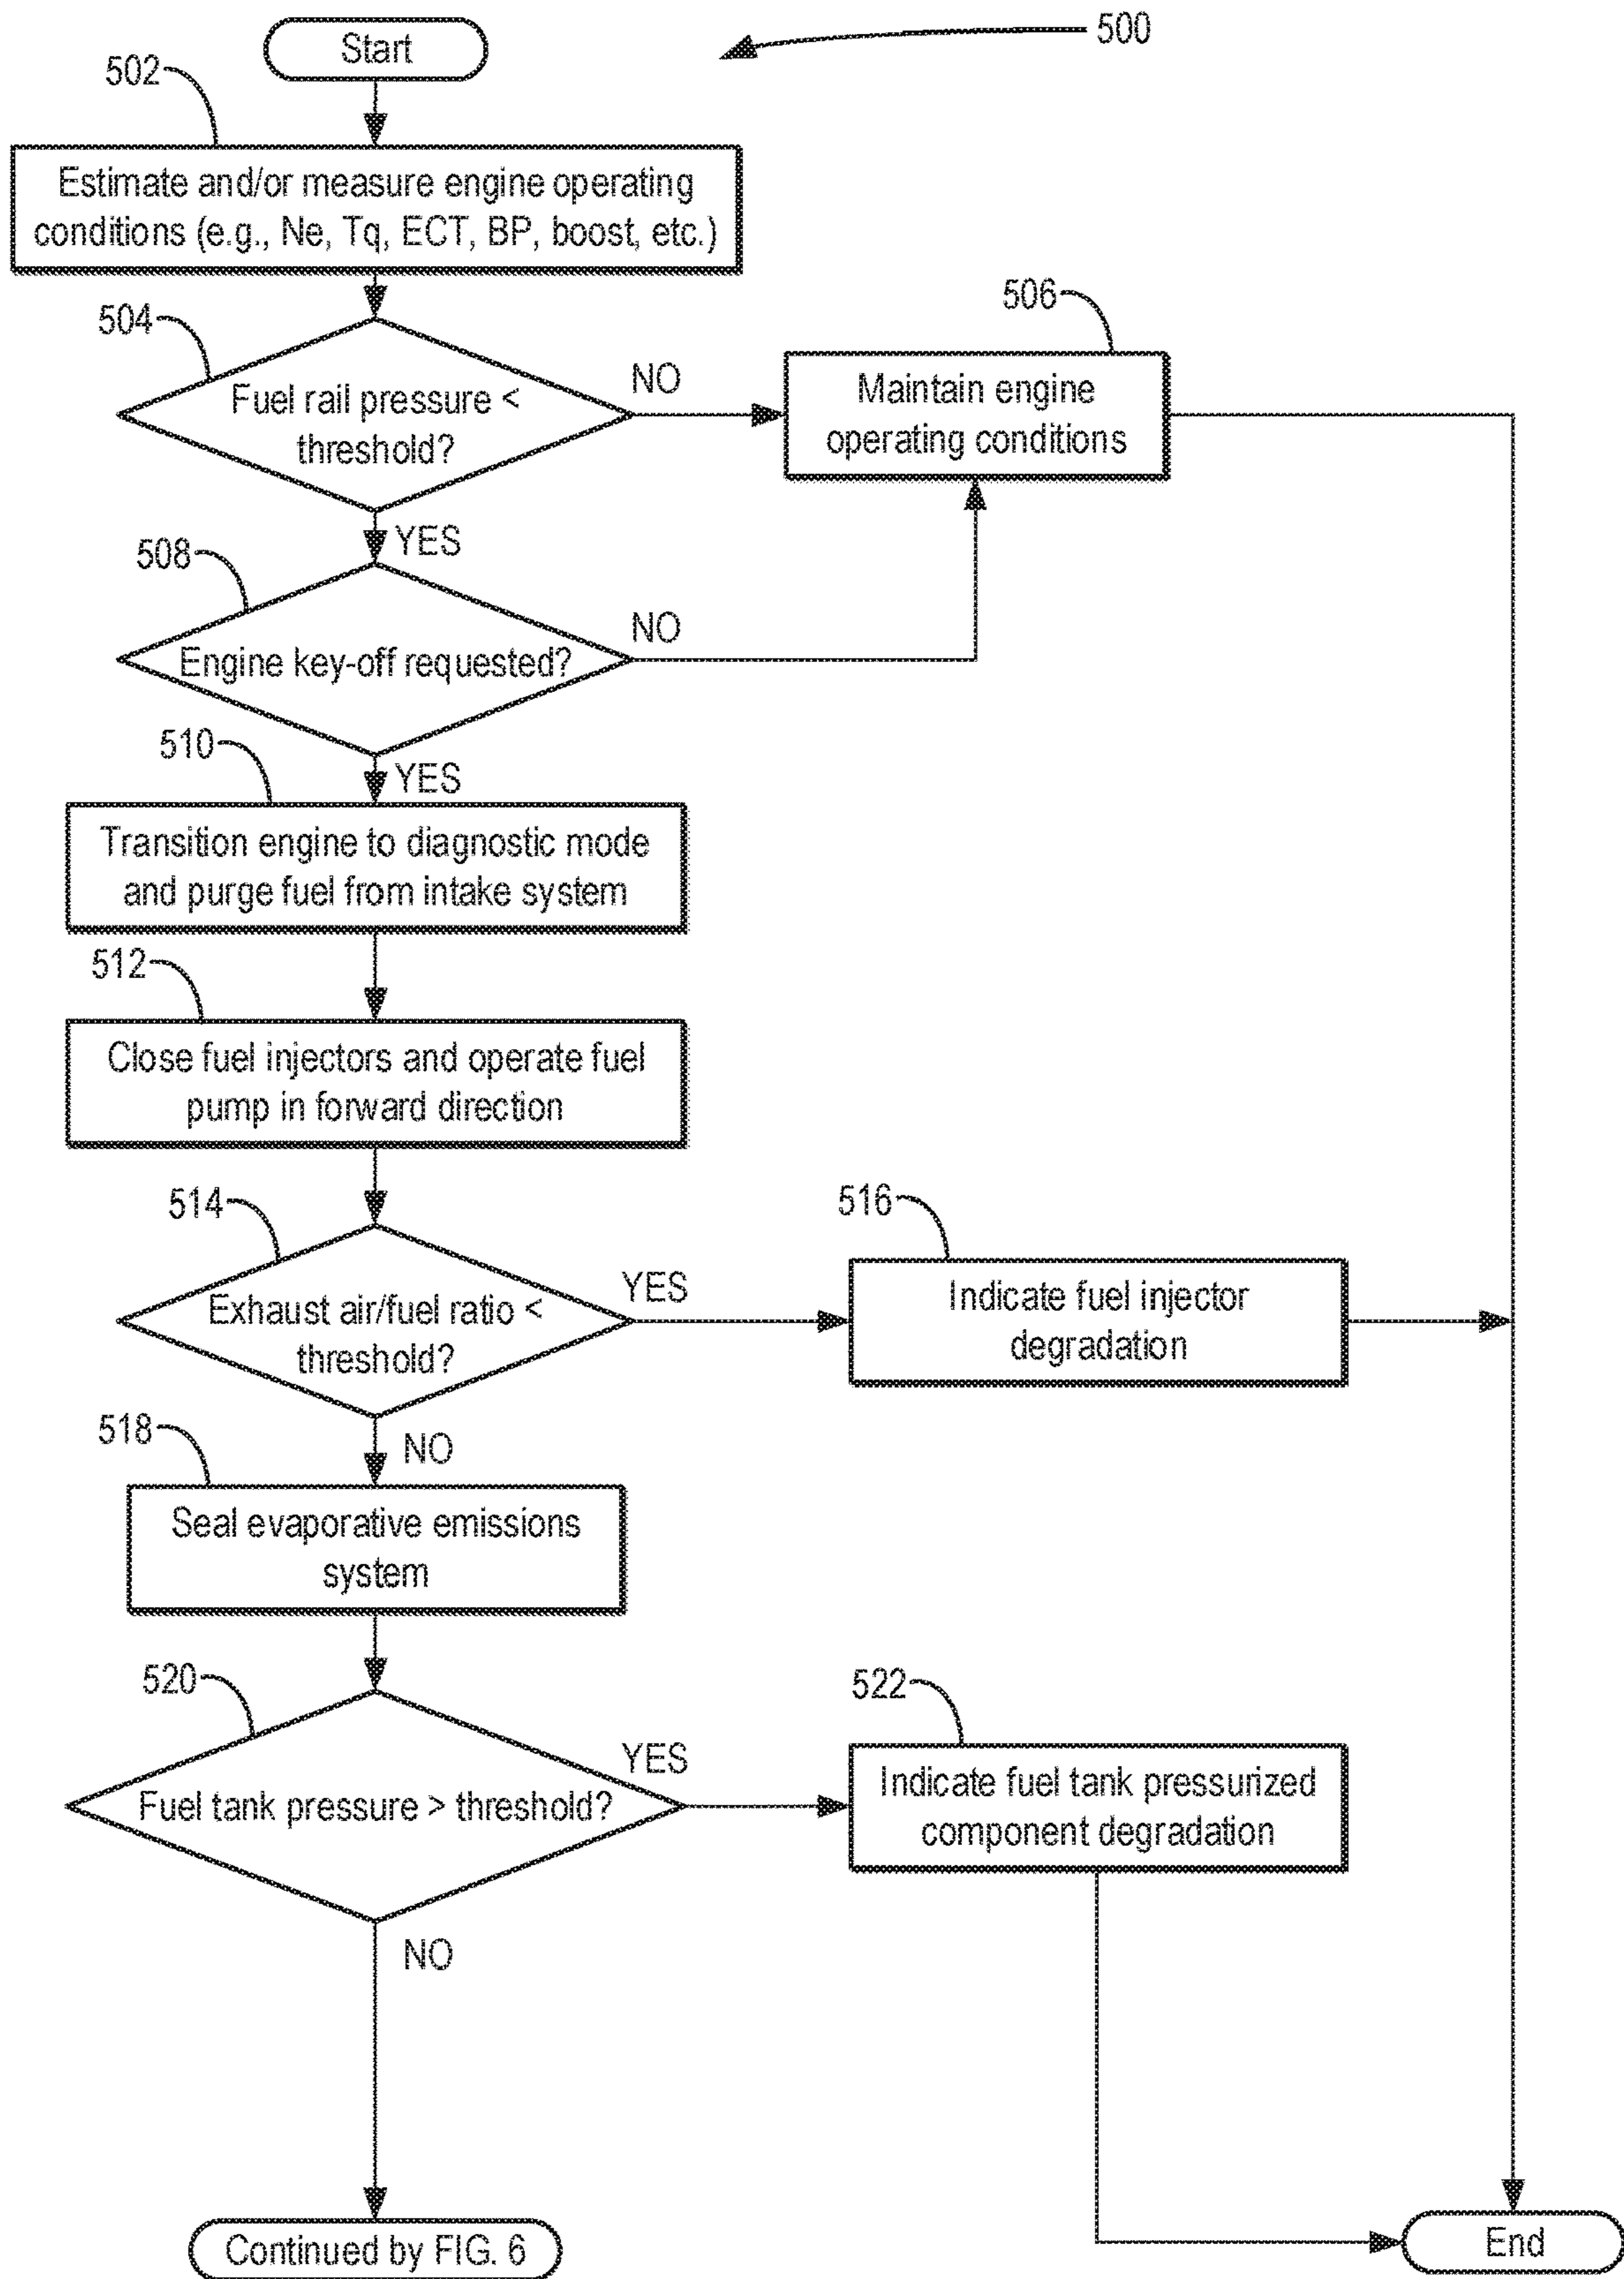 Start
500
502
Estimate and/or measure engine operating
conditions (e.g., Ne, Tq, ECT, BP, boost, etc.)
504
Fuel rail pressure <
threshold?
NO
506
Maintain engine
operating conditions
YES
508
Engine key-off requested?
NO
YES
510
Transition engine to diagnostic mode
and purge fuel from intake system
512
Close fuel injectors and operate fuel
pump in forward direction
514
Exhaust air/fuel ratio <
threshold?
YES
516
Indicate fuel injector
degradation
NO
518
Seal evaporative emissions
system
520
Fuel tank pressure > threshold?
YES
522
Indicate fuel tank pressurized
component degradation
NO
Continued by FIG. 6
End